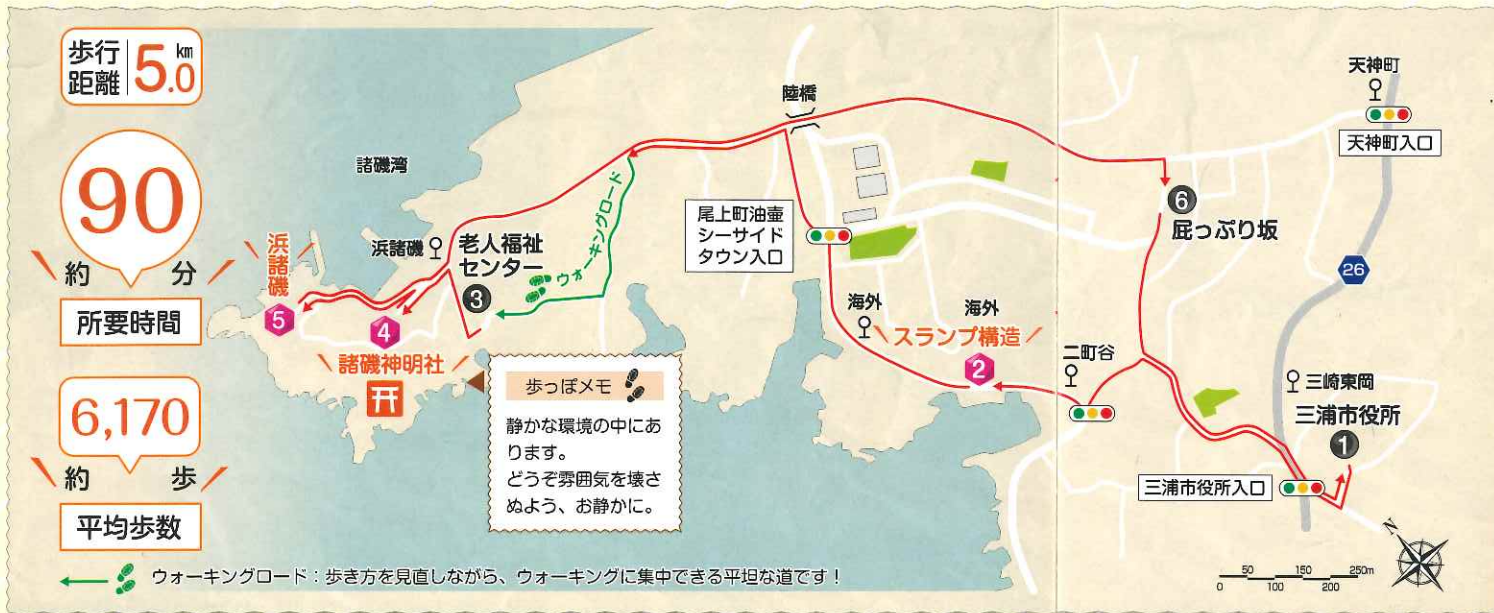 歩行
距離
5.0
km
90
約 分
所要時間
6,170
約 歩
平均歩数
諸磯湾
浜諸磯
浜諸磯
5
4
諸磯神明社
老人福祉
センター
3
ウォーキングロード
歩っぽメモ
静かな環境の中にあ
ります。
どうぞ雰囲気を壊さ
ぬよう、お静かに。
陸橋
尾上町油壷
シーサイド
タウン入口
海外
海外
スランプ構造
2
二町谷
天神町
天神町入口
6
屁っぷり坂
26
三崎東岡
三浦市役所
1
三浦市役所入口
N
50 150 250m
0 100 200
ウォーキングロード:歩き方を見直しながら、ウォーキングに集中できる平坦な道です!